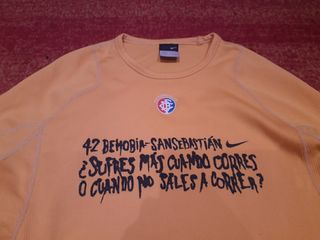 42 BEHOBIA-SANSEBASTIÁN
¿SUFRES MÁS CUANDO CORRES
O CUANDO NO SALES A CORRER?